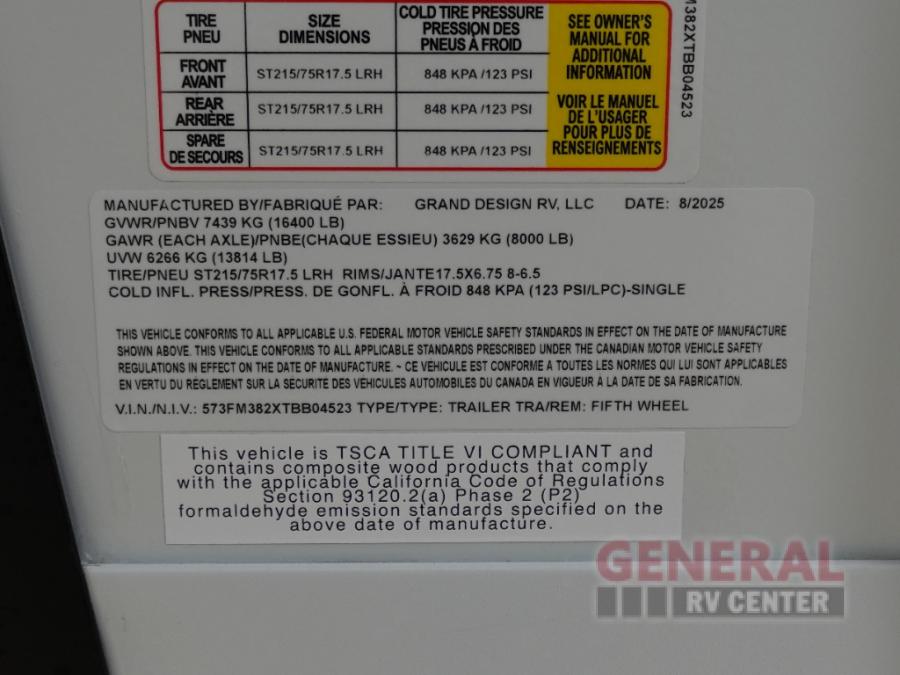 TIRE PNEU SIZE DIMENSIONS COLD TIRE PRESSURE PRESSION DES PNEUS À FROID
FRONT AVANT ST215/75R17.5 LRH 848 KPA /123 PSI
REAR ARRIÈRE ST215/75R17.5 LRH 848 KPA /123 PSI
SPARE DE SECOURS ST215/75R17.5 LRH 848 KPA /123 PSI
SEE OWNER'S
MANUAL FOR
ADDITIONAL
INFORMATION
VOIR LE MANUEL
DE L'USAGER
POUR PLUS DE
RENSEIGNEMENTS
M382XTBB04523
MANUFACTURED BY/FABRIQUÉ PAR: GRAND DESIGN RV, LLC DATE: 8/2025
GVWR/PNBV 7439 KG (16400 LB)
GAWR (EACH AXLE)/PNBE(CHAQUE ESSIEU) 3629 KG (8000 LB)
UVW 6266 KG (13814 LB)
TIRE/PNEU ST215/75R17.5 LRH RIMS/JANTE17.5X6.75 8-6.5
COLD INFL. PRESS/PRESS. DE GONFL. À FROID 848 KPA (123 PSI/LPC)-SINGLE
THIS VEHICLE CONFORMS TO ALL APPLICABLE U.S. FEDERAL MOTOR VEHICLE SAFETY STANDARDS IN EFFECT ON THE DATE OF MANUFACTURE
SHOWN ABOVE. THIS VEHICLE CONFORMS TO ALL APPLICABLE STANDARDS PRESCRIBED UNDER THE CANADIAN MOTOR VEHICLE SAFETY
REGULATIONS IN EFFECT ON THE DATE OF MANUFACTURE. ~ CE VEHICULE EST CONFORME A TOUTES LES NORMES QUI LUI SONT APPLICABLES
EN VERTU DU RÈGLEMENT SUR LA SECURITE DES VÉHICULES AUTOMOBILES DU CANADA EN VIGUEUR A LA DATE DE SA FABRICATION.
V.I.N./N.I.V.: 573FM382XTBB04523 TYPE/TYPE: TRAILER TRA/REM: FIFTH WHEEL
This vehicle is TSCA TITLE VI COMPLIANT and
contains composite wood products that comply
with the applicable California Code of Regulations
Section 93120.2(a) Phase 2 (P2)
formaldehyde emission standards specified on the
above date of manufacture.
GENERAL
RV CENTER